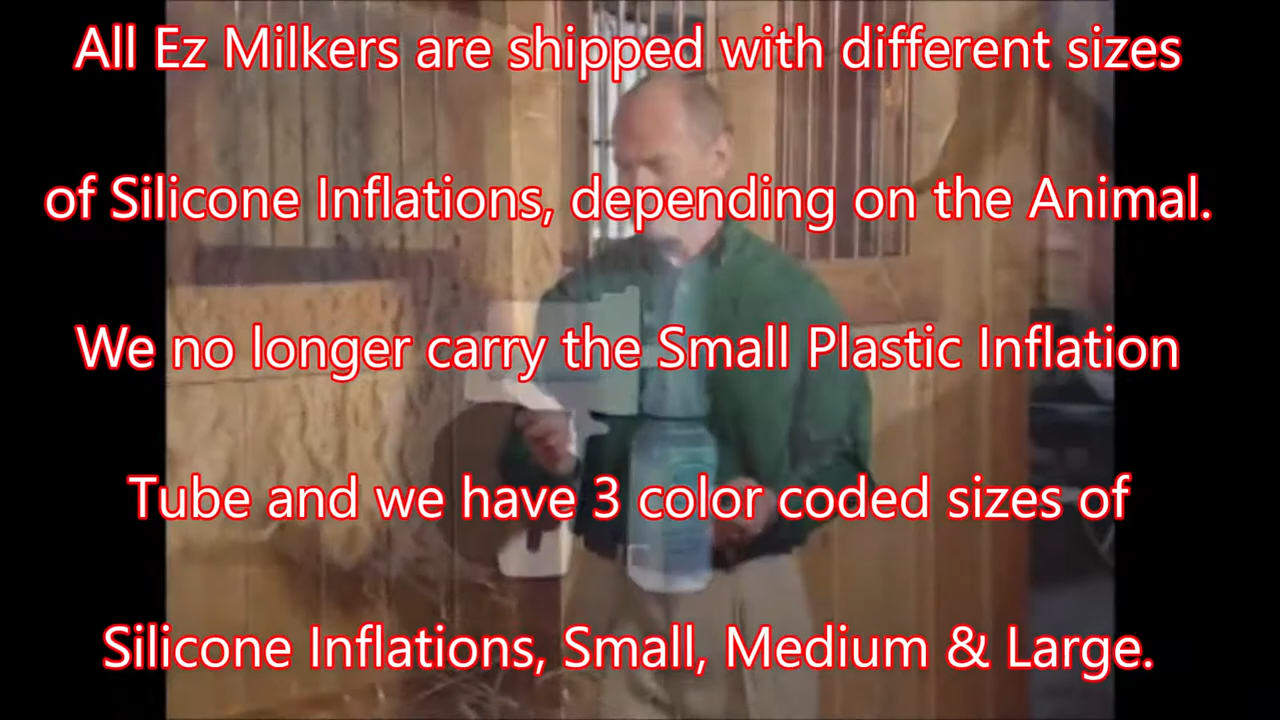 All Ez Milkers are shipped with different sizes
of Silicone Inflations, depending on the Animal.
We no longer carry the Small Plastic Inflation
Tube and we have 3 color coded sizes of
Silicone Inflations, Small, Medium & Large.